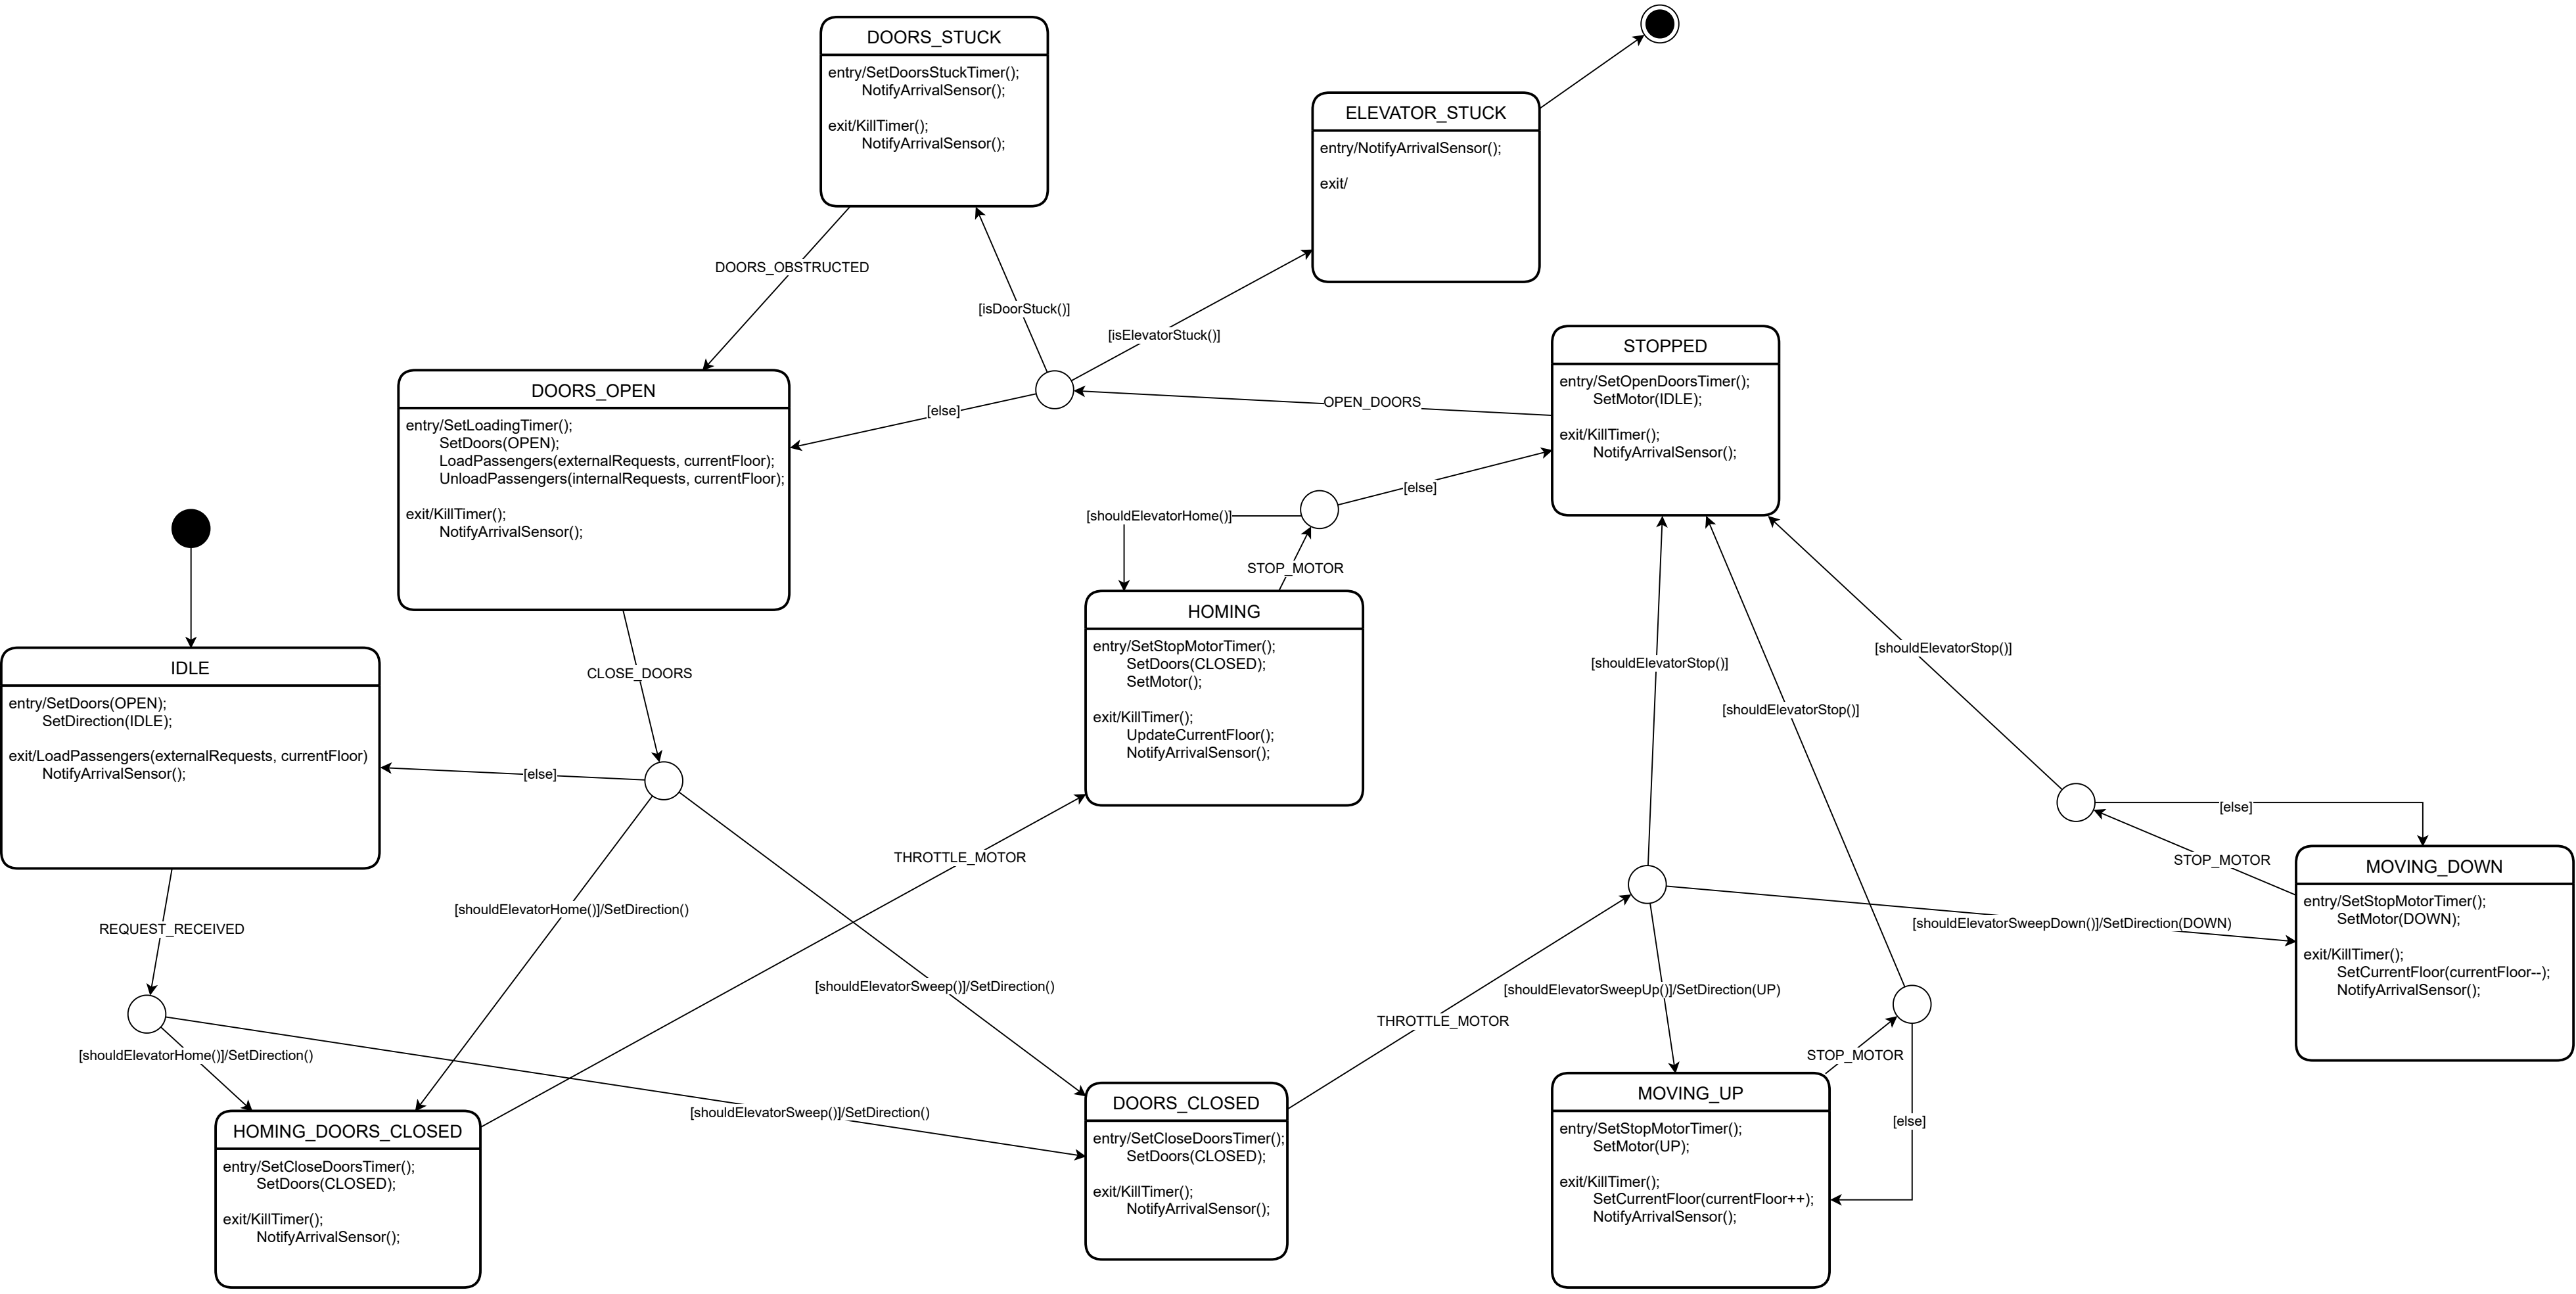 DOORS_STUCK
entry/SetDoorsStuckTimer();
NotifyArrivalSensor();
exit/KillTimer();
NotifyArrivalSensor();
ELEVATOR_STUCK
entry/NotifyArrivalSensor();
exit/
DOORS_OBSTRUCTED
[isDoorStuck()]
[isElevatorStuck()]
STOPPED
entry/SetOpenDoorsTimer();
SetMotor(IDLE);
exit/KillTimer();
NotifyArrivalSensor();
DOORS_OPEN
entry/SetLoadingTimer();
SetDoors(OPEN);
LoadPassengers(externalRequests, currentFloor);
UnloadPassengers(internalRequests, currentFloor);
exit/KillTimer();
NotifyArrivalSensor();
[else]
OPEN_DOORS
[else]
[shouldElevatorHome()]
STOP_MOTOR
HOMING
entry/SetStopMotorTimer();
SetDoors(CLOSED);
SetMotor();
exit/KillTimer();
UpdateCurrentFloor();
NotifyArrivalSensor();
IDLE
entry/SetDoors(OPEN);
SetDirection(IDLE);
exit/LoadPassengers(externalRequests, currentFloor)
NotifyArrivalSensor();
CLOSE_DOORS
[else]
[shouldElevatorStop()]
[shouldElevatorStop()]
[shouldElevatorStop()]
[else]
STOP_MOTOR
MOVING_DOWN
entry/SetStopMotorTimer();
SetMotor(DOWN);
exit/KillTimer();
SetCurrentFloor(currentFloor--);
NotifyArrivalSensor();
THROTTLE_MOTOR
[shouldElevatorHome()]/SetDirection()
REQUEST_RECEIVED
[shouldElevatorSweepDown()]/SetDirection(DOWN)
[shouldElevatorSweep()]/SetDirection()
[shouldElevatorSweepUp()]/SetDirection(UP)
THROTTLE_MOTOR
[shouldElevatorHome()]/SetDirection()
STOP_MOTOR
[shouldElevatorSweep()]/SetDirection()
[else]
HOMING_DOORS_CLOSED
entry/SetCloseDoorsTimer();
SetDoors(CLOSED);
exit/KillTimer();
NotifyArrivalSensor();
DOORS_CLOSED
entry/SetCloseDoorsTimer();
SetDoors(CLOSED);
exit/KillTimer();
NotifyArrivalSensor();
MOVING_UP
entry/SetStopMotorTimer();
SetMotor(UP);
exit/KillTimer();
SetCurrentFloor(currentFloor++);
NotifyArrivalSensor();